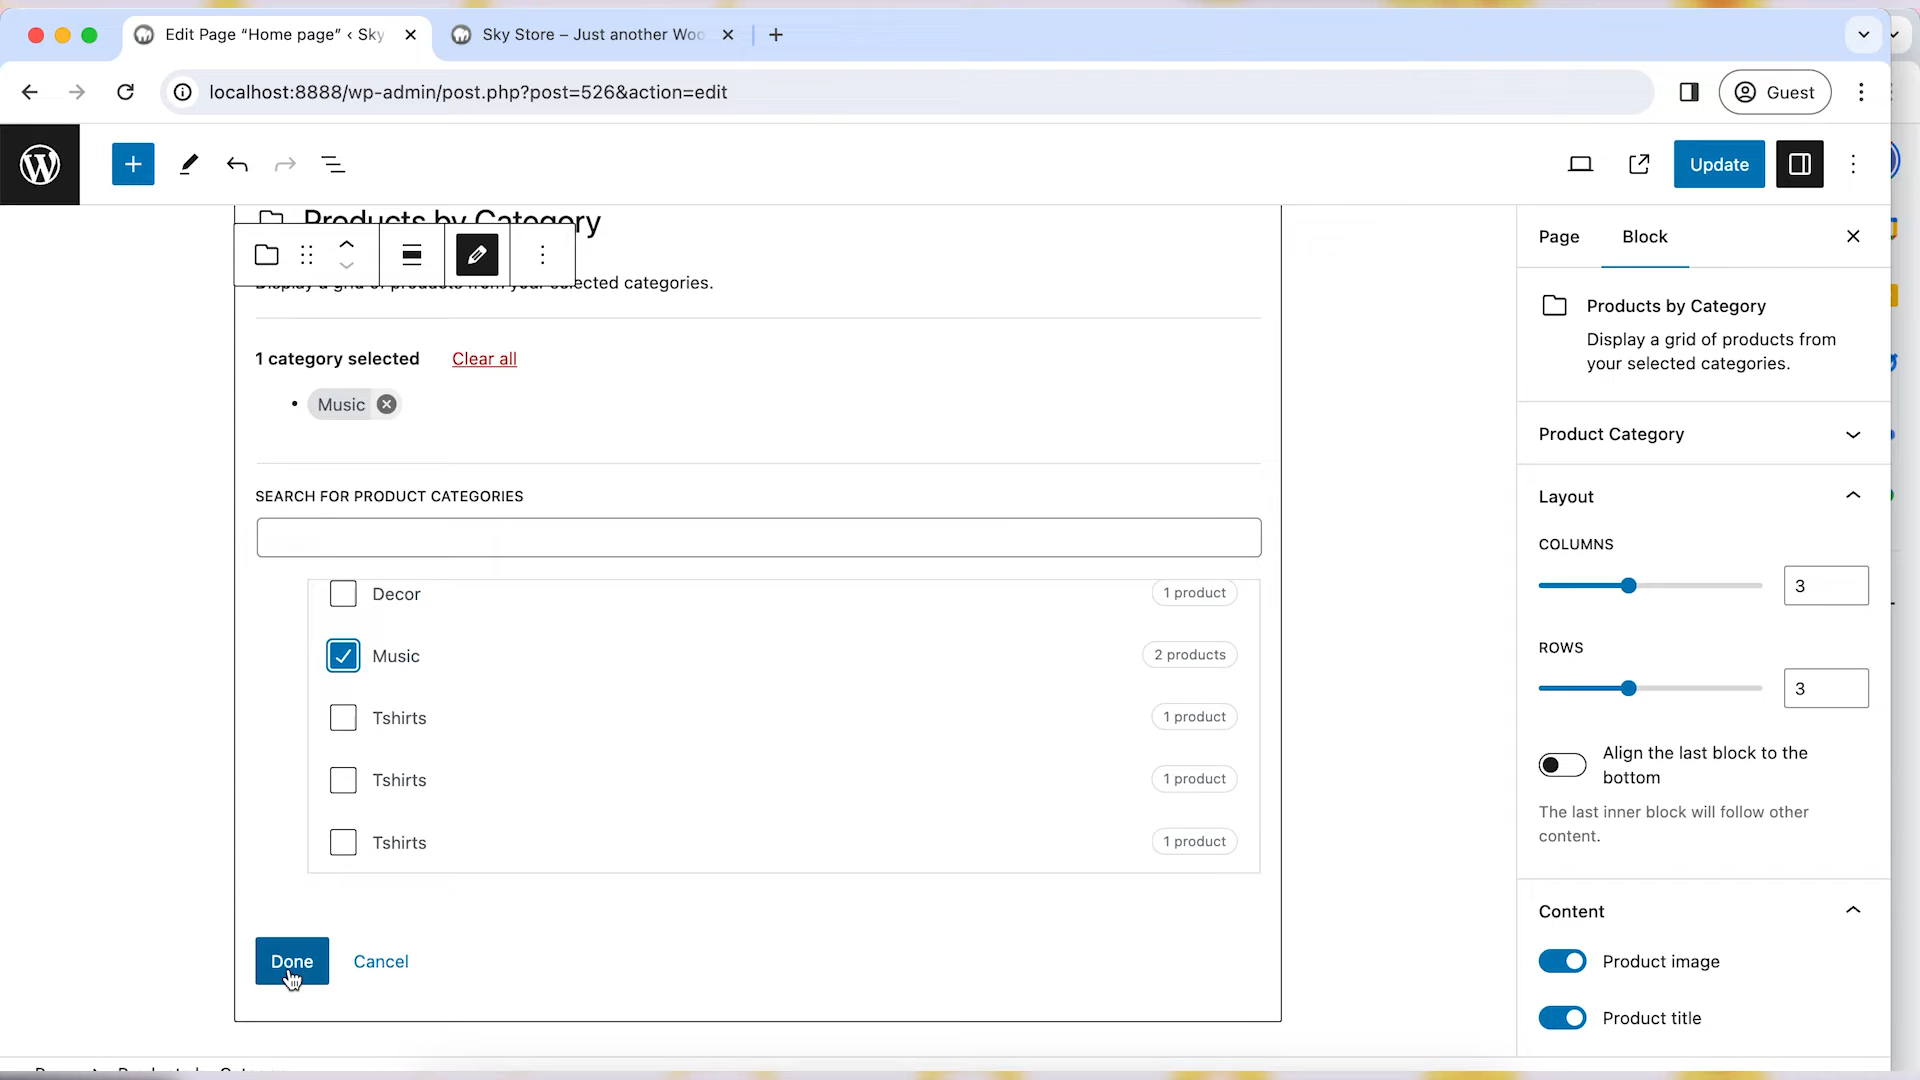 Edit Page “Home page” ‹ Sky
Sky Store – Just another Woo
localhost:8888/wp-admin/post.php?post=526&action=edit
Guest
Update
Products by Category
Display a grid of products from your selected categories.
1 category selected
Clear all
Music
SEARCH FOR PRODUCT CATEGORIES
Decor
1 product
Music
2 products
Tshirts
1 product
Tshirts
1 product
Tshirts
1 product
Done
Cancel
Page
Block
Products by Category
Display a grid of products from
your selected categories.
Product Category
Layout
COLUMNS
3
ROWS
3
Align the last block to the
bottom
The last inner block will follow other
content.
Content
Product image
Product title